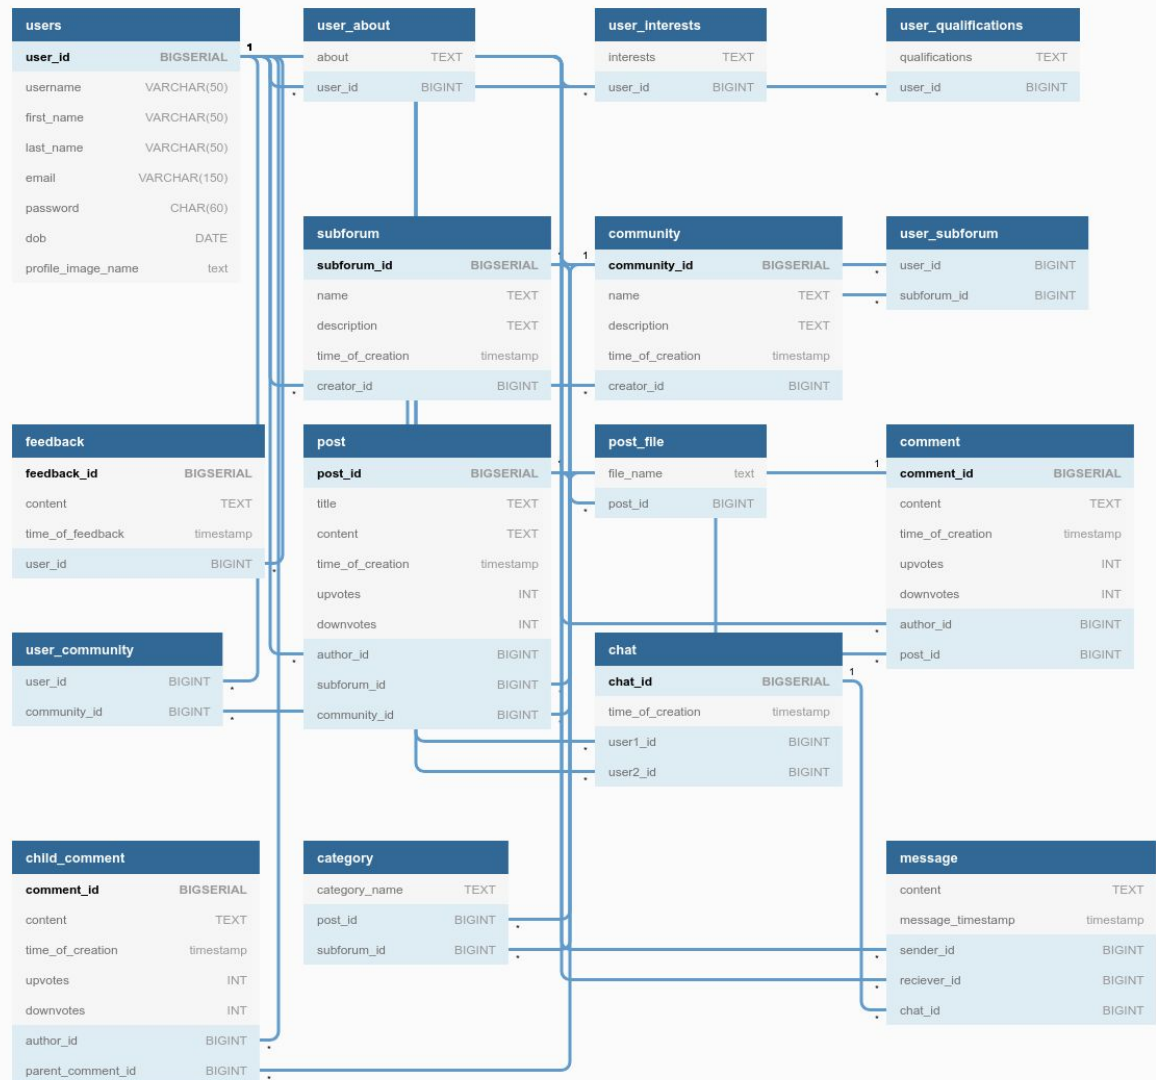 users
user_id BIGSERIAL
username VARCHAR(50)
first_name VARCHAR(50)
last_name VARCHAR(50)
email VARCHAR(150)
password CHAR(60)
dob DATE
profile_image_name text
1
user_about
about TEXT
user_id BIGINT
*
user_interests
interests TEXT
user_id BIGINT
*
user_qualifications
qualifications TEXT
user_id BIGINT
*
subforum
subforum_id BIGSERIAL
name TEXT
description TEXT
time_of_creation timestamp
creator_id BIGINT
*
1
community
community_id BIGSERIAL
name TEXT
description TEXT
time_of_creation timestamp
creator_id BIGINT
*
user_subforum
user_id BIGINT
*
subforum_id BIGINT
*
feedback
feedback_id BIGSERIAL
content TEXT
time_of_feedback timestamp
user_id BIGINT
*
post
post_id BIGSERIAL
title TEXT
content TEXT
time_of_creation timestamp
upvotes INT
downvotes INT
author_id BIGINT
*
subforum_id BIGINT
community_id BIGINT
post_file
file_name text
post_id BIGINT
*
1
comment
comment_id BIGSERIAL
content TEXT
time_of_creation timestamp
upvotes INT
downvotes INT
author_id BIGINT
*
post_id BIGINT
*
user_community
user_id BIGINT
*
community_id BIGINT
*
chat
1
chat_id BIGSERIAL
time_of_creation timestamp
user1_id BIGINT
*
user2_id BIGINT
*
child_comment
comment_id BIGSERIAL
content TEXT
time_of_creation timestamp
upvotes INT
downvotes INT
author_id BIGINT
*
parent_comment_id BIGINT
*
category
category_name TEXT
post_id BIGINT
*
subforum_id BIGINT
*
message
content TEXT
message_timestamp timestamp
sender_id BIGINT
*
reciever_id BIGINT
*
chat_id BIGINT
*